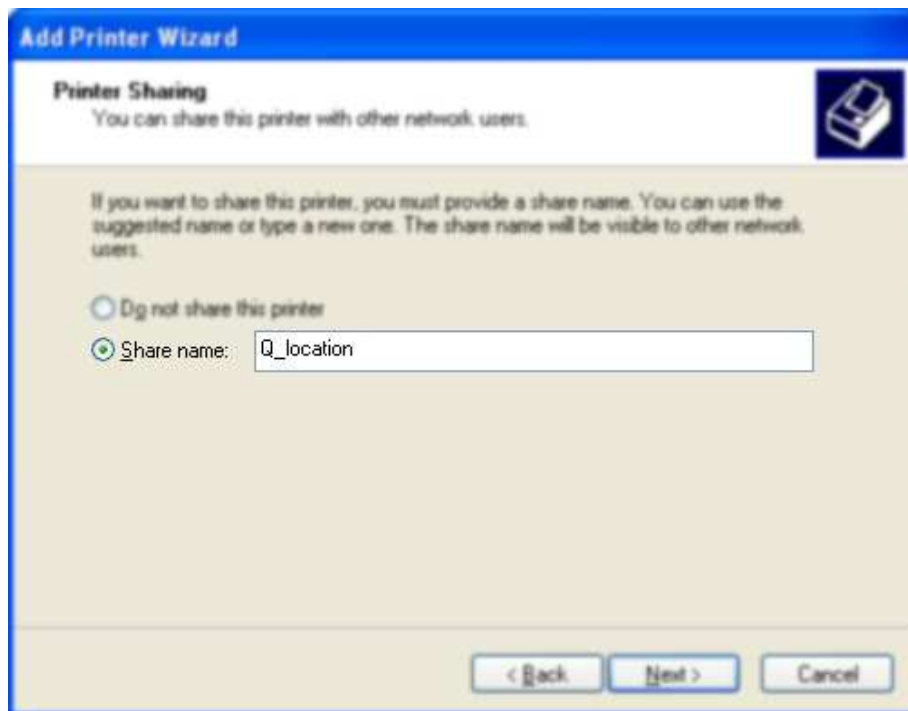 Add Printer Wizard
Printer Sharing
You can share this printer with other network users.
If you want to share this printer, you must provide a share name. You can use the
suggested name or type a new one. The share name will be visible to other network
users.
Do not share this printer
Share name: Q_location
< Back Next > Cancel